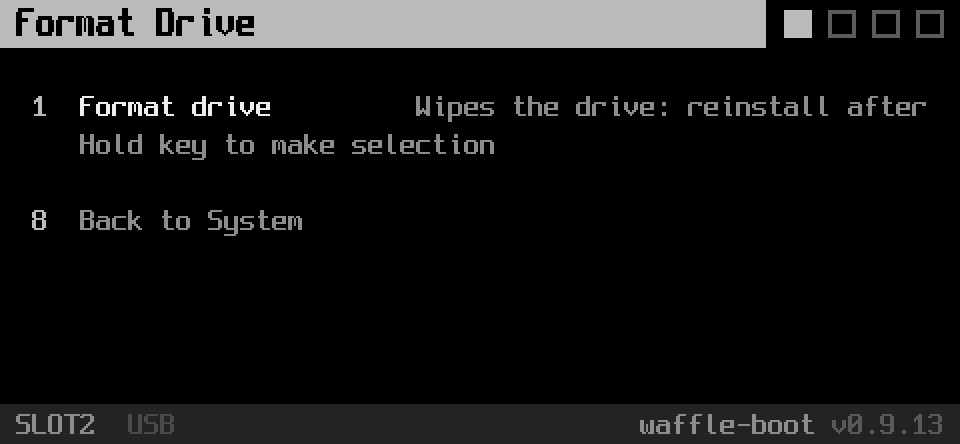 Format Drive
1 Format drive Wipes the drive: reinstall after
Hold key to make selection
8 Back to System
SLOT2 USB waffle-boot v0.9.13